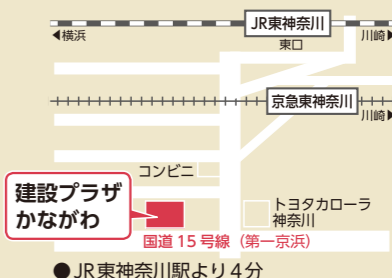 JR東神奈川
◀横浜
東口
川崎▶
京急東神奈川
川崎▶
コンビニ
建設プラザ
かながわ
トヨタカローラ
神奈川
国道15号線(第一京浜)
●JR東神奈川駅より4分